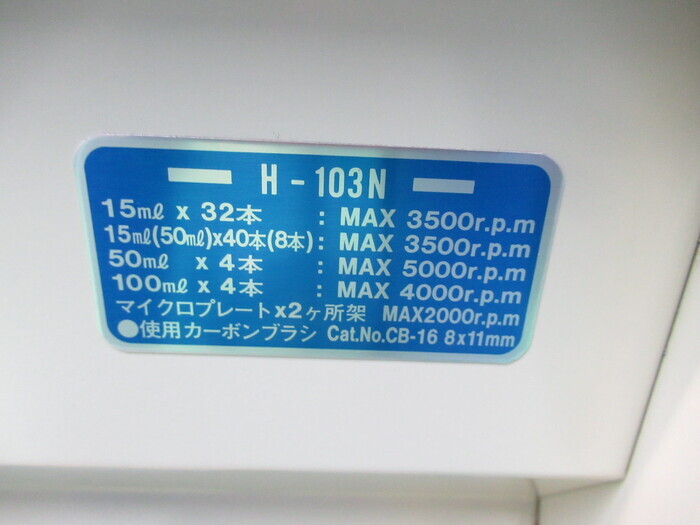 H-103N
15mℓ x 32本 : MAX 3500r.p.m
15mℓ(50mℓ)x40本(8本): MAX 3500r.p.m
50mℓ x 4本 : MAX 5000r.p.m
100mℓ x 4本 : MAX 4000r.p.m
マイクロプレートx2ヶ所架 MAX2000r.p.m
●使用カーボンブラシ Cat.No.CB-16 8x11mm